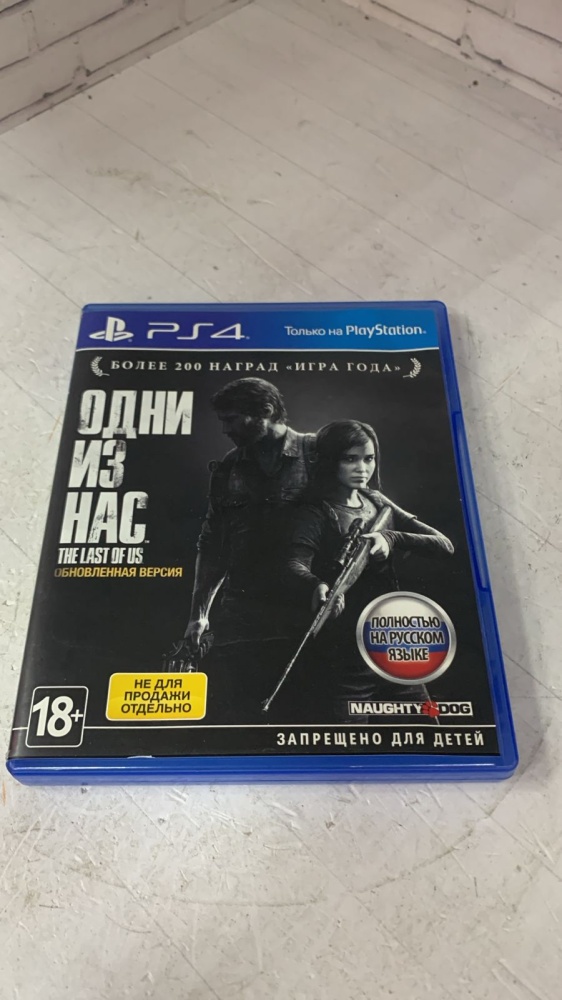 PS4
Только на PlayStation
БОЛЕЕ 200 НАГРАД «ИГРА ГОДА»
ОДНИ
ИЗ
НАС™
THE LAST OF US
ОБНОВЛЕННАЯ ВЕРСИЯ
ПОЛНОСТЬЮ
НА РУССКОМ
ЯЗЫКЕ
НЕ ДЛЯ
ПРОДАЖИ
ОТДЕЛЬНО
18+
NAUGHTY DOG
ЗАПРЕЩЕНО ДЛЯ ДЕТЕЙ